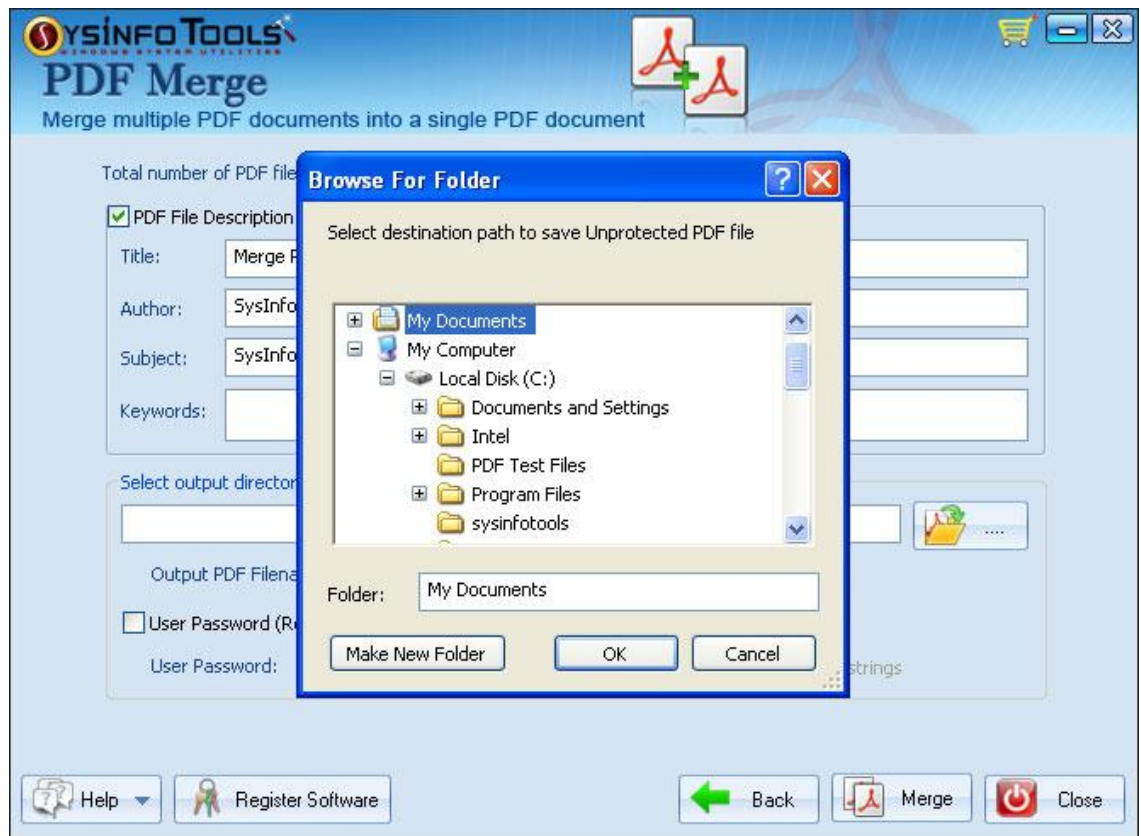 SYSINFO TOOLS
WINDOWS SYSTEM UTILITIES
PDF Merge
Merge multiple PDF documents into a single PDF document
Total number of PDF file
Browse For Folder
PDF File Description
Select destination path to save Unprotected PDF file
Title:
Merge
Author:
SysInfo
Subject:
SysInfo
Keywords:
My Documents
My Computer
Local Disk (C:)
Documents and Settings
Intel
PDF Test Files
Program Files
sysinfotools
Select output director
....
Output PDF Filena
Folder:
My Documents
User Password (R
Make New Folder
OK
Cancel
User Password:
strings
Help
Register Software
Back
Merge
Close